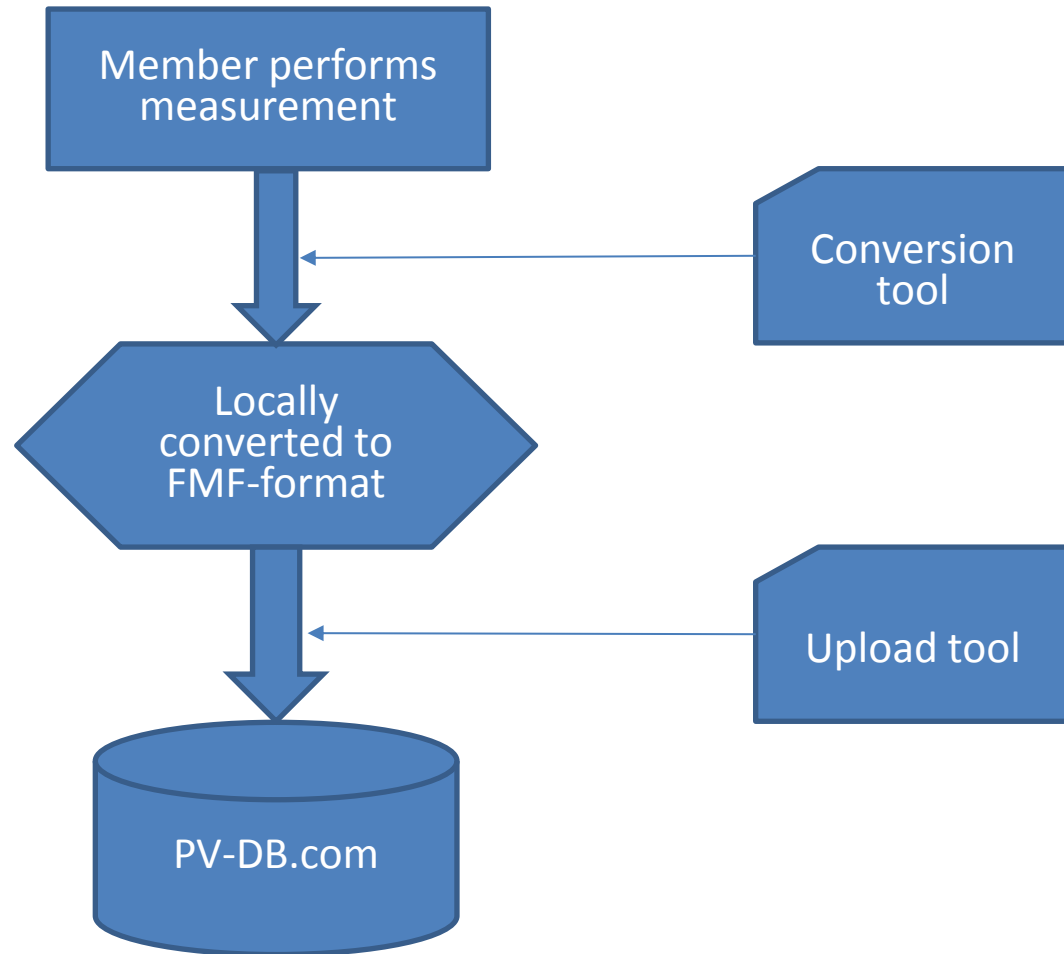 Member performs
measurement
Conversion
tool
Locally
converted to
FMF-format
Upload tool
PV-DB.com